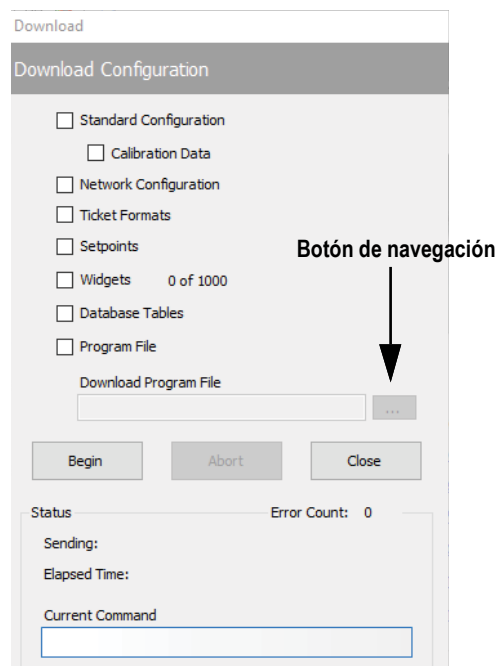 Download
Download Configuration
Standard Configuration
Calibration Data
Network Configuration
Ticket Formats
Setpoints
Botón de navegación
Widgets 0 of 1000
Database Tables
Program File
Download Program File
...
Begin Abort Close
Status Error Count: 0
Sending:
Elapsed Time:
Current Command